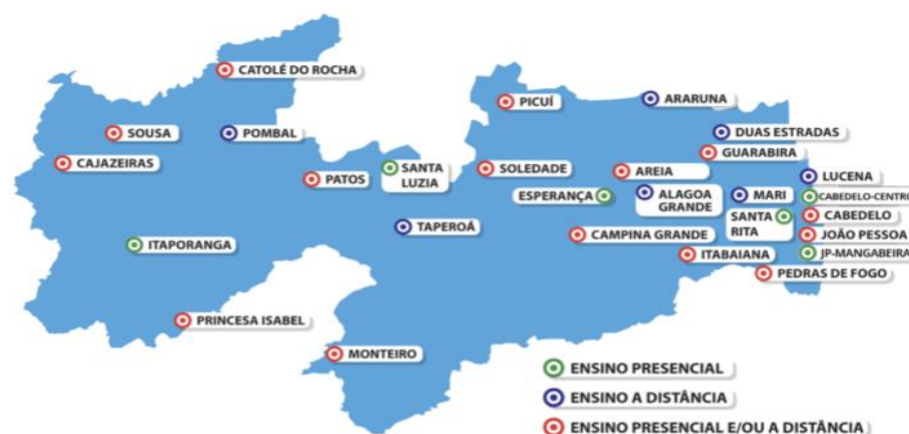 CATOLÉ DO ROCHA
PICUÍ
ARARUNA
SOUSA
POMBAL
DUAS ESTRADAS
GUARABIRA
CAJAZEIRAS
PATOS
SANTA
LUZIA
SOLEDADE
AREIA
LUCENA
ESPERANÇA
ALAGOA
GRANDE
MARI
CABEDELO-CENTRO
SANTA
RITA
CABEDELO
TAPEROÁ
CAMPINA GRANDE
JOÃO PESSOA
ITAPORANGA
ITABAIANA
JP-MANGABEIRA
PEDRAS DE FOGO
PRINCESA ISABEL
MONTEIRO
ENSINO PRESENCIAL
ENSINO A DISTÂNCIA
ENSINO PRESENCIAL E/OU A DISTÂNCIA